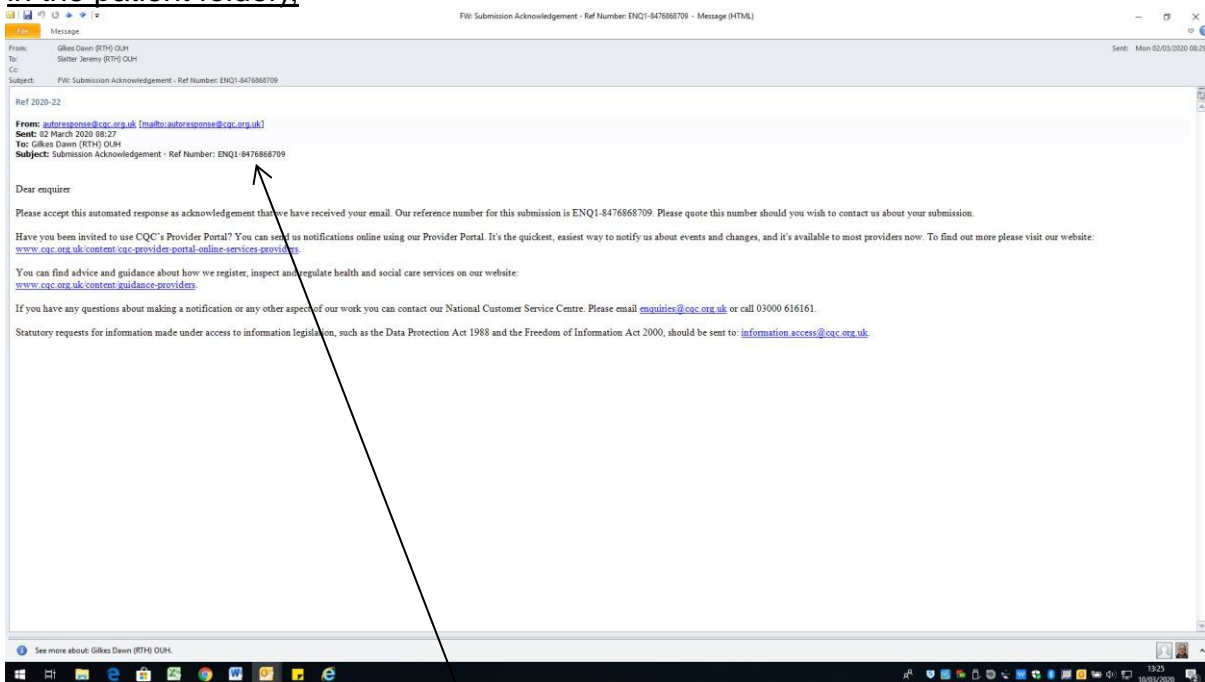 in the patient folder);
FW: Submission Acknowledgement - Ref Number: ENQ1-8476868709 - Message (HTML)
File Message
From: Gilkes Dawn (RTH) OUH
Sent: Mon 02/03/2020 08:29
To: Slatter Jeremy (RTH) OUH
Cc:
Subject: FW: Submission Acknowledgement - Ref Number: ENQ1-8476868709
Ref 2020-22
From: autoresponse@cqc.org.uk [mailto:autoresponse@cqc.org.uk]
Sent: 02 March 2020 08:27
To: Gilkes Dawn (RTH) OUH
Subject: Submission Acknowledgement - Ref Number: ENQ1-8476868709
Dear enquirer
Please accept this automated response as acknowledgement that we have received your email. Our reference number for this submission is ENQ1-8476868709. Please quote this number should you wish to contact us about your submission.
Have you been invited to use CQC's Provider Portal? You can send us notifications online using our Provider Portal. It's the quickest, easiest way to notify us about events and changes, and it's available to most providers now. To find out more please visit our website:
www.cqc.org.uk/content/cqc-provider-portal-online-services-providers.
You can find advice and guidance about how we register, inspect and regulate health and social care services on our website:
www.cqc.org.uk/content/guidance-providers.
If you have any questions about making a notification or any other aspect of our work you can contact our National Customer Service Centre. Please email enquiries@cqc.org.uk or call 03000 616161.
Statutory requests for information made under access to information legislation, such as the Data Protection Act 1988 and the Freedom of Information Act 2000, should be sent to: information.access@cqc.org.uk.
See more about: Gilkes Dawn (RTH) OUH.
13:25
10/03/2020